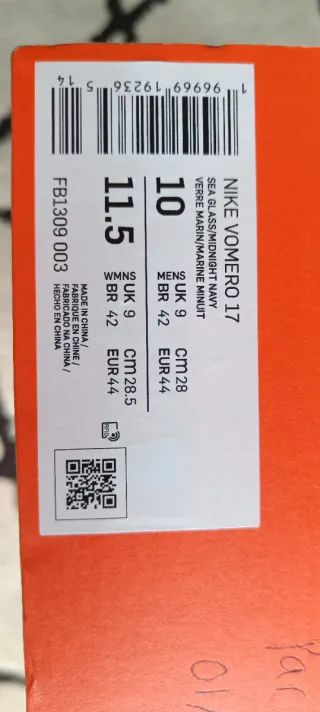 NIKE VOMERO 17
SEA GLASS/MIDNIGHT NAVY
VERRE MARIN/MARINE MINUIT
10
MENS UK 9 cm 28
BR 42 EUR 44
11.5
WMNS UK 9 cm 28.5
BR 42 EUR 44
MADE IN CHINA /
FABRIQUE EN CHINE /
FABRICADO NA CHINA /
HECHO EN CHINA
FB1309 003
1 96969 19236 5 14
RFID